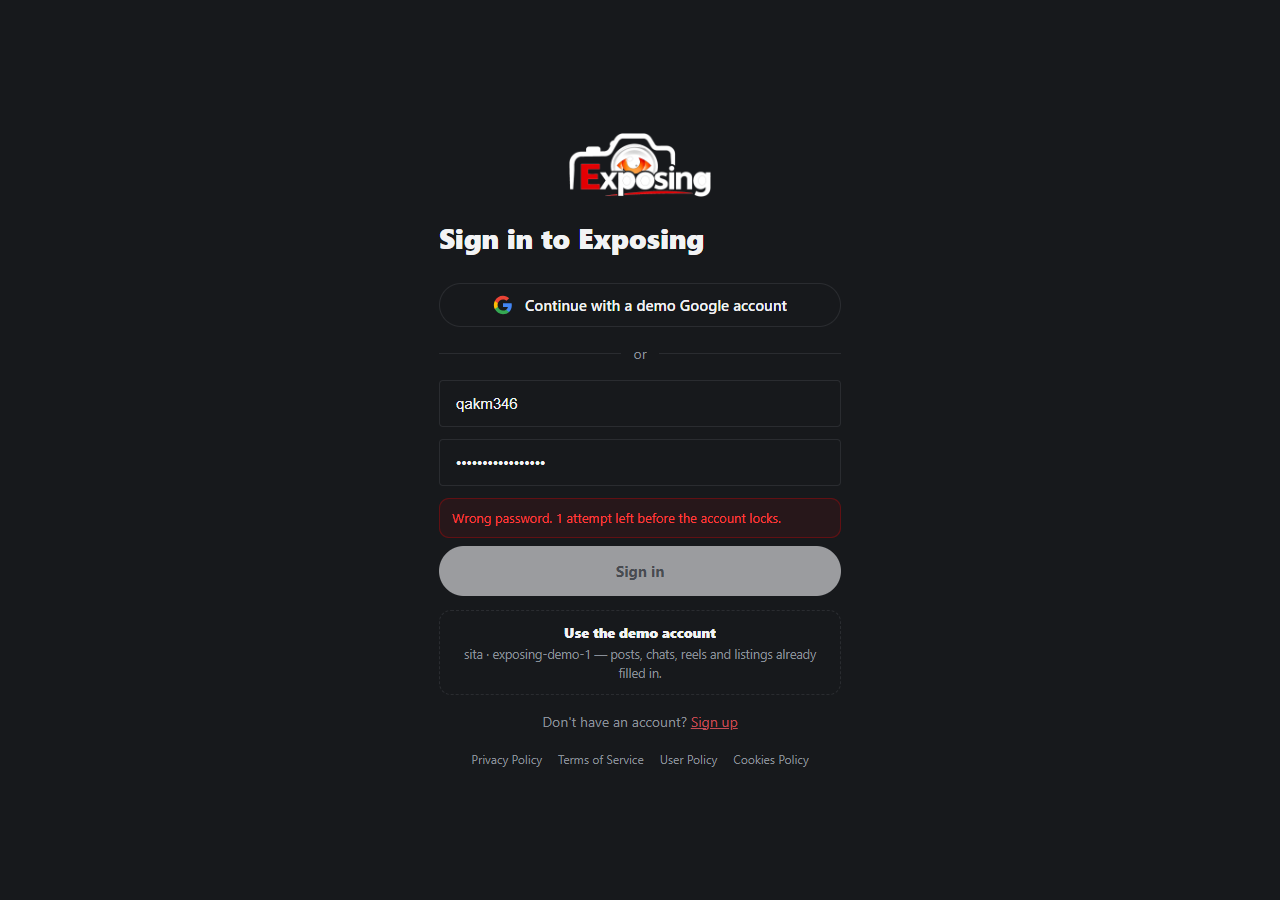 Exposing
Sign in to Exposing
Continue with a demo Google account
or
qakm346
•••••••••••••••••
Wrong password. 1 attempt left before the account locks.
Sign in
Use the demo account
sita · exposing-demo-1 — posts, chats, reels and listings already
filled in.
Don't have an account? Sign up
Privacy Policy Terms of Service User Policy Cookies Policy